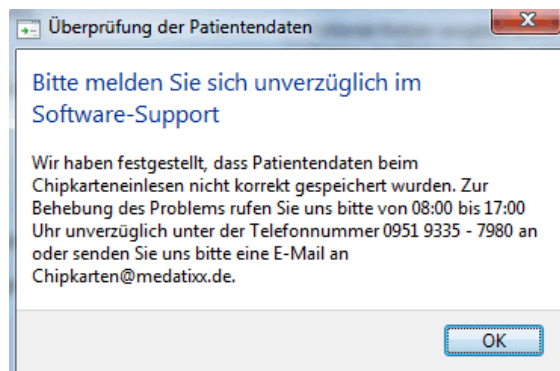 Überprüfung der Patientendaten
Bitte melden Sie sich unverzüglich im
Software-Support
Wir haben festgestellt, dass Patientendaten beim
Chipkarteneinlesen nicht korrekt gespeichert wurden. Zur
Behebung des Problems rufen Sie uns bitte von 08:00 bis 17:00
Uhr unverzüglich unter der Telefonnummer 0951 9335 - 7980 an
oder senden Sie uns bitte eine E-Mail an
Chipkarten@medatixx.de.
OK